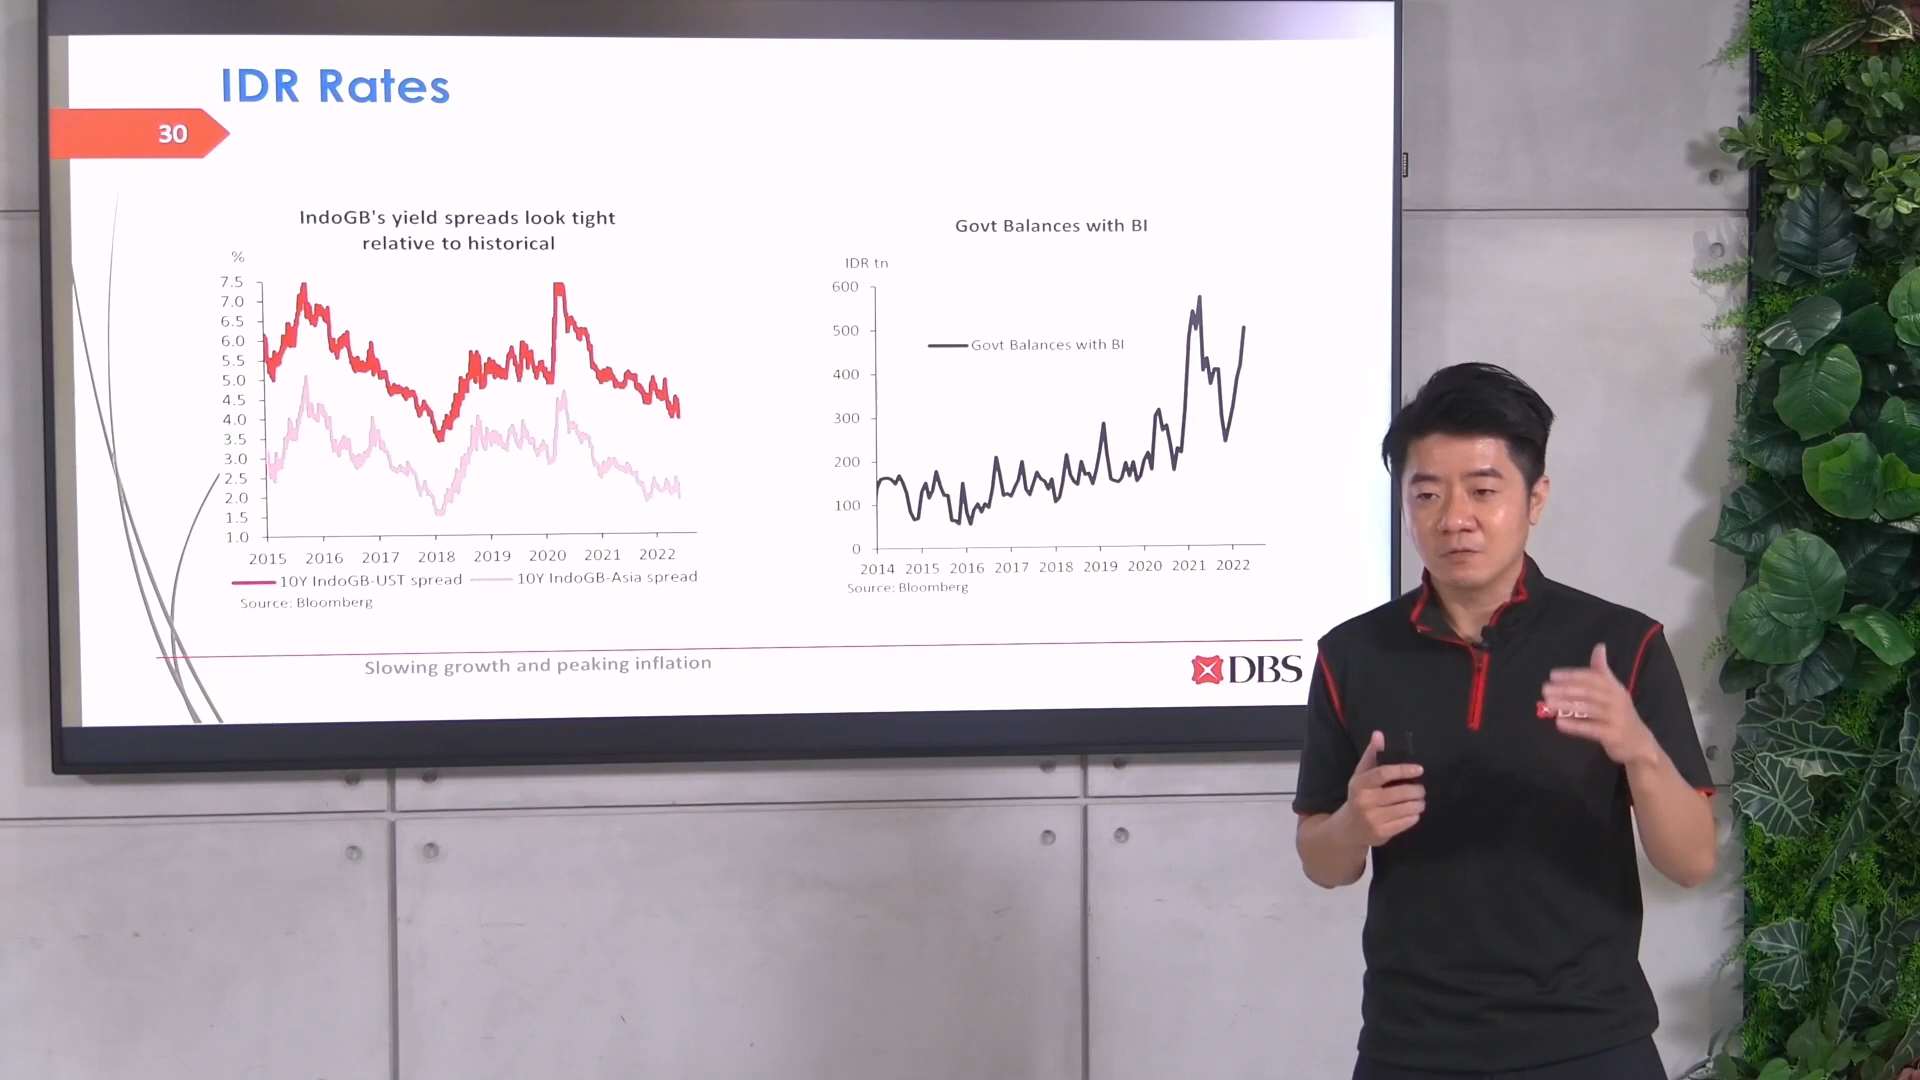 IDR Rates
30
IndoGB's yield spreads look tight
relative to historical
%
7.5
7.0
6.5
6.0
5.5
5.0
4.5
4.0
3.5
3.0
2.5
2.0
1.5
1.0
2015 2016 2017 2018 2019 2020 2021 2022
10Y IndoGB-UST spread 10Y IndoGB-Asia spread
Source: Bloomberg
Govt Balances with BI
IDR tn
600
500
400
300
200
100
0
Govt Balances with BI
2014 2015 2016 2017 2018 2019 2020 2021 2022
Source: Bloomberg
Slowing growth and peaking inflation
DBS